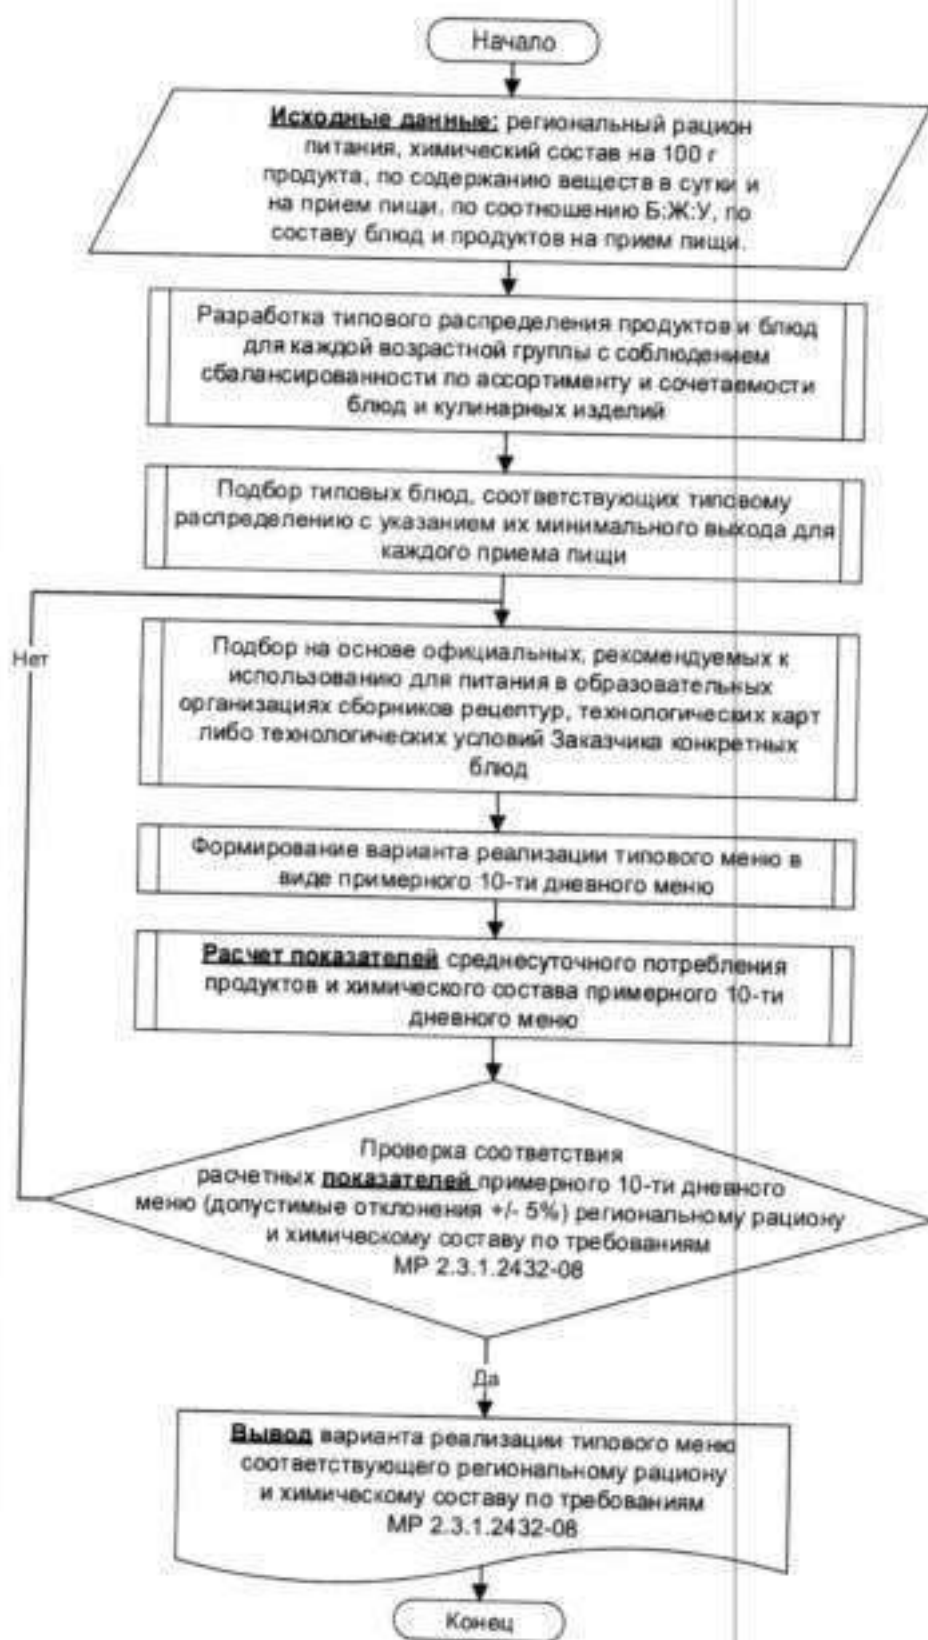 Начало
Исходные данные: региональный рацион
питания, химический состав на 100 г
продукта, по содержанию веществ в сутки и
на прием пищи, по соотношению Б:Ж:У, по
составу блюд и продуктов на прием пищи.
Разработка типового распределения продуктов и блюд
для каждой возрастной группы с соблюдением
сбалансированности по ассортименту и сочетаемости
блюд и кулинарных изделий
Подбор типовых блюд, соответствующих типовому
распределению с указанием их минимального выхода для
каждого приема пищи
Нет
Подбор на основе официальных, рекомендуемых к
использованию для питания в образовательных
организациях сборников рецептур, технологических карт
либо технологических условий Заказчика конкретных
блюд
Формирование варианта реализации типового меню в
виде примерного 10-ти дневного меню
Расчет показателей среднесуточного потребления
продуктов и химического состава примерного 10-ти
дневного меню
Проверка соответствия
расчетных показателей примерного 10-ти дневного
меню (допустимые отклонения +/- 5%) региональному рациону
и химическому составу по требованиям
МР 2.3.1.2432-08
Да
Вывод варианта реализации типового меню
соответствующего региональному рациону
и химическому составу по требованиям
МР 2.3.1.2432-08
Конец